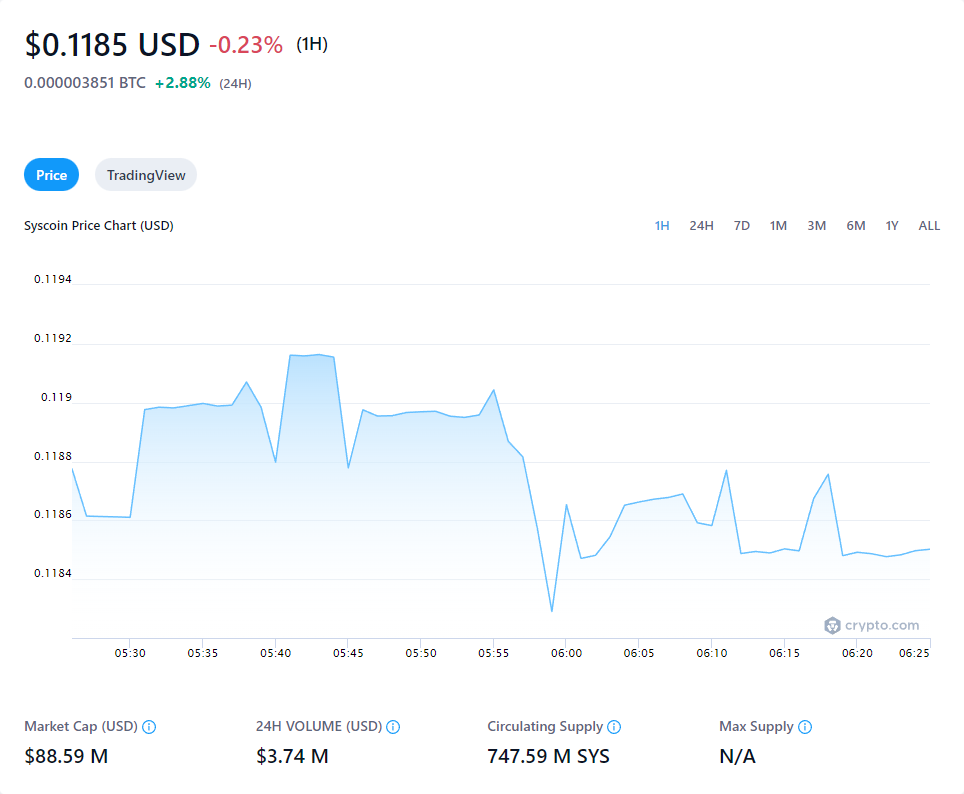 $0.1185 USD -0.23% (1H)
0.000003851 BTC +2.88% (24H)
Price TradingView
Syscoin Price Chart (USD) 1H 24H 7D 1M 3M 6M 1Y ALL
0.1194
0.1192
0.119
0.1188
0.1186
0.1184
crypto.com
05:30 05:35 05:40 05:45 05:50 05:55 06:00 06:05 06:10 06:15 06:20 06:25
Market Cap (USD) 24H VOLUME (USD) Circulating Supply Max Supply
$88.59 M $3.74 M 747.59 M SYS N/A